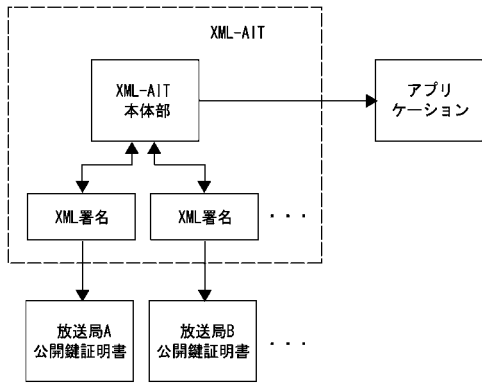 XML-AIT
XML-AIT
本体部
アプリ
ケーション
XML署名
XML署名
・・・
放送局A
公開鍵証明書
放送局B
公開鍵証明書
・・・